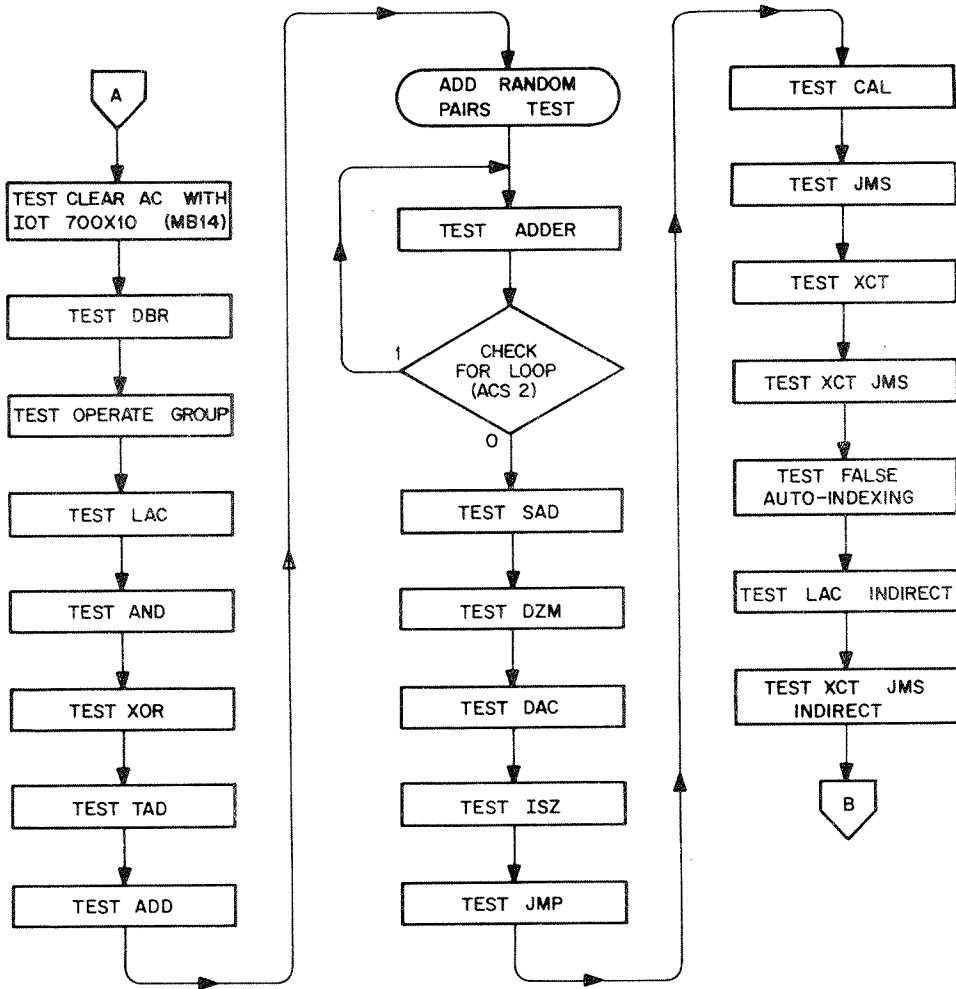 A
TEST CLEAR AC WITH
IOT 700X10 (MB14)
TEST DBR
TEST OPERATE GROUP
TEST LAC
TEST AND
TEST XOR
TEST TAD
TEST ADD
ADD RANDOM
PAIRS TEST
TEST ADDER
CHECK
FOR LOOP
(ACS 2)
1
0
TEST SAD
TEST DZM
TEST DAC
TEST ISZ
TEST JMP
TEST CAL
TEST JMS
TEST XCT
TEST XCT JMS
TEST FALSE
AUTO-INDEXING
TEST LAC INDIRECT
TEST XCT JMS
INDIRECT
B